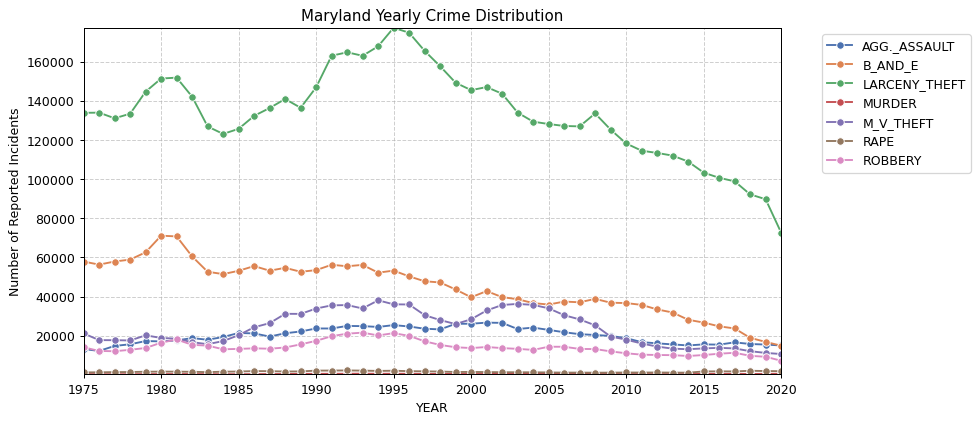 Maryland Yearly Crime Distribution
Number of Reported Incidents
160000
140000
120000
100000
80000
60000
40000
20000
1975 1980 1985 1990 1995 2000 2005 2010 2015 2020
YEAR
AGG._ASSAULT
B_AND_E
LARCENY_THEFT
MURDER
M_V_THEFT
RAPE
ROBBERY